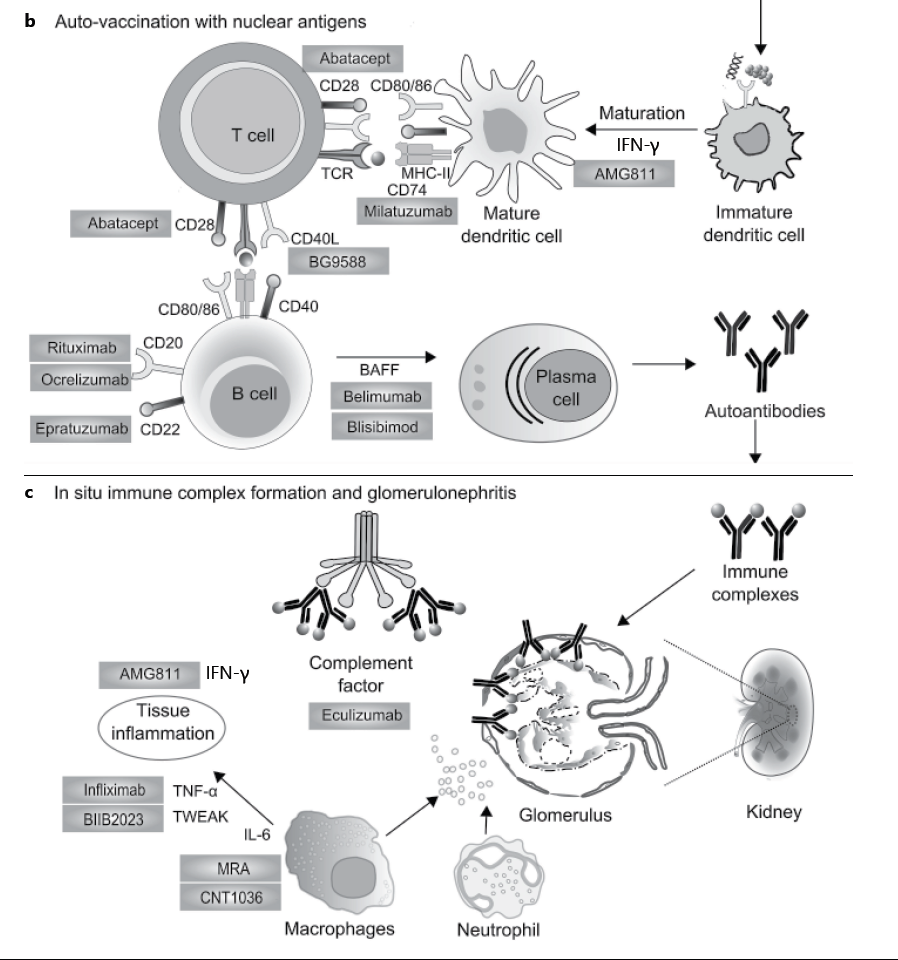 b Auto-vaccination with nuclear antigens
Abatacept
CD28 CD80/86
T cell
Maturation
IFN-γ
AMG811
TCR MHC-II
CD74
Milatuzumab
Mature
dendritic cell
Immature
dendritic cell
Abatacept CD28
CD40L
BG9588
CD80/86 CD40
Rituximab CD20
Ocrelizumab
B cell
Epratuzumab CD22
BAFF
Belimumab
Blisibimod
Plasma
cell
Autoantibodies
c In situ immune complex formation and glomerulonephritis
Immune
complexes
Complement
factor
Eculizumab
AMG811 IFN-γ
Tissue
inflammation
Infliximab TNF-α
BIIB2023 TWEAK
IL-6
MRA
CNT1036
Macrophages
Neutrophil
Glomerulus
Kidney